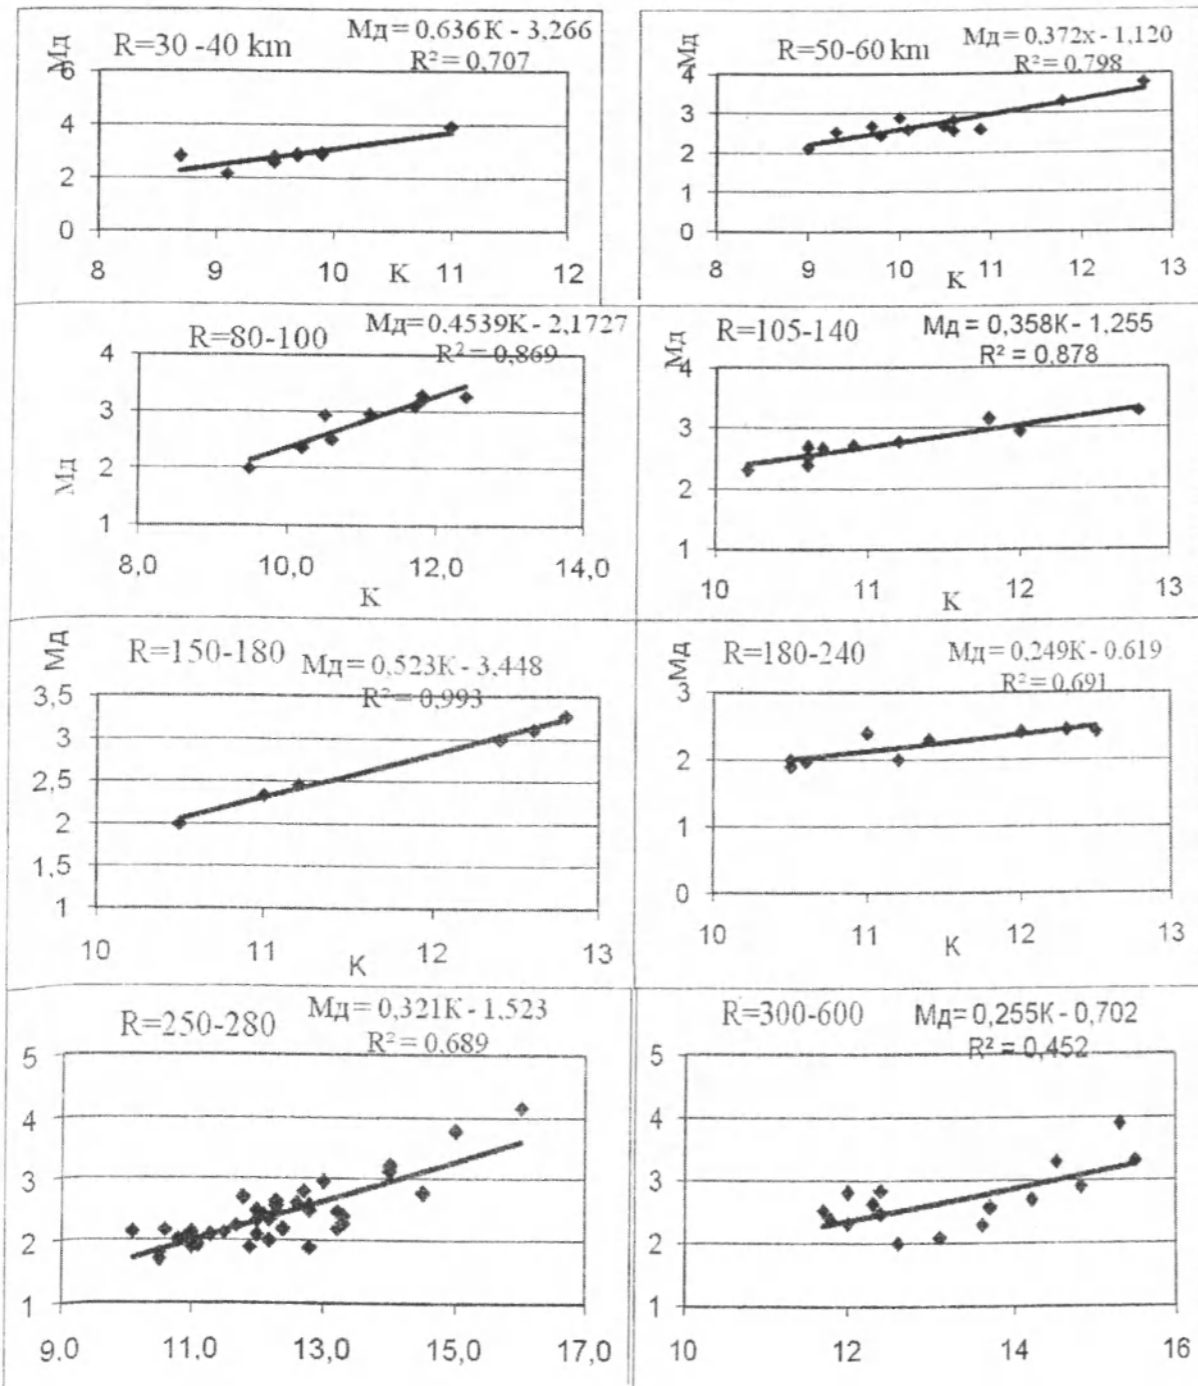 R=30 -40 km
Мд= 0,636К - 3,266
R² = 0,707
Мд
6
4
2
0
8 9 10 11 12
К
R=50-60 km
Мд= 0,372x - 1,120
R² = 0,798
Мд
4
3
2
1
0
8 9 10 11 12 13
К
R=80-100
Мд= 0,4539К - 2,1727
R² = 0,869
Мд
4
3
2
1
8,0 10,0 12,0 14,0
К
R=105-140
Мд = 0,358К - 1,255
R² = 0,878
Мд
4
3
2
1
10 11 12 13
К
R=150-180
Мд= 0,523К - 3,448
R² = 0,993
Мд
3,5
3
2,5
2
1,5
1
10 11 12 13
К
R=180-240
Мд= 0,249К - 0,619
R² = 0,691
Мд
3
2
1
0
10 11 12 13
К
R=250-280
Мд= 0,321К - 1,523
R² = 0,689
5
4
3
2
1
9,0 11,0 13,0 15,0 17,0
R=300-600
Мд= 0,255К - 0,702
R² = 0,452
5
4
3
2
1
10 12 14 16